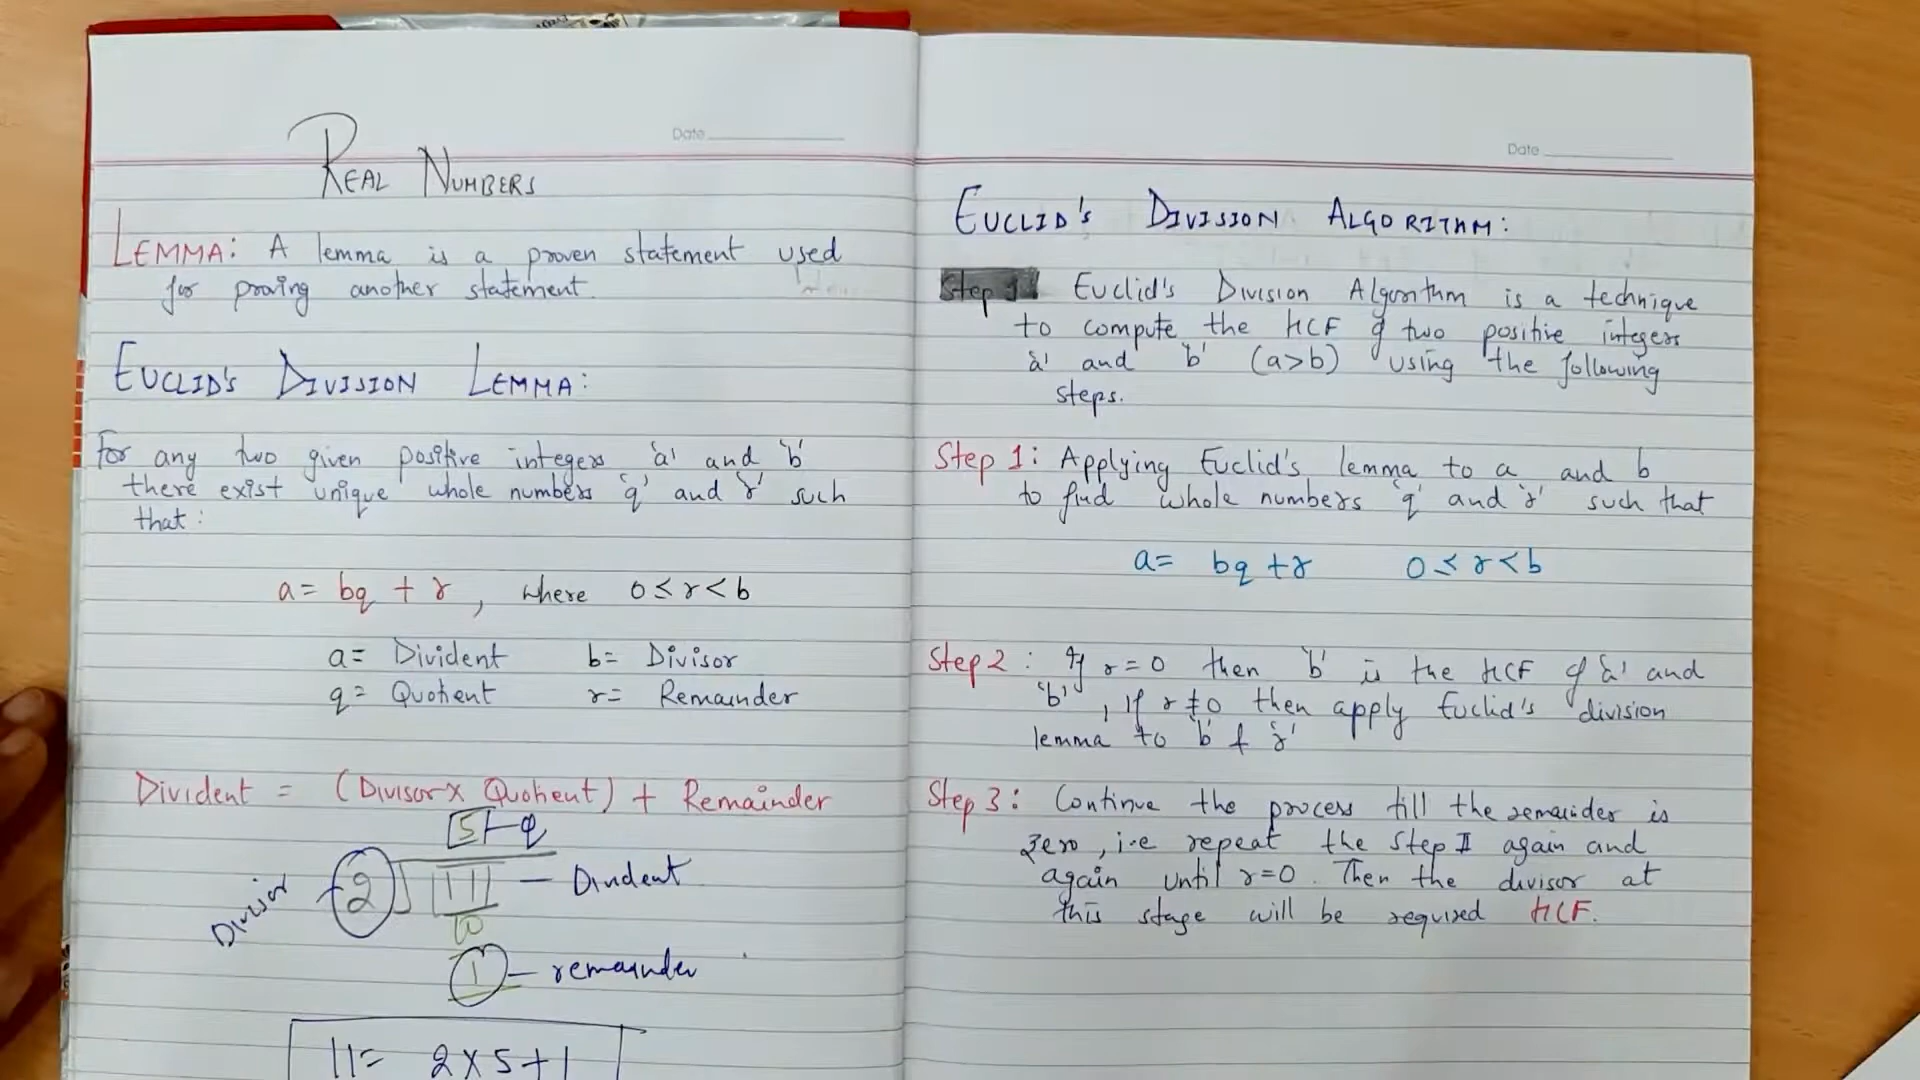 Date
REAL NUMBERS
LEMMA: A lemma is a proven statement used
for proving another statement.
EUCLID'S DIVISION LEMMA:
For any two given positive integers 'a' and 'b'
there exist unique whole numbers 'q' and 'r' such
that:
a= bq + r, where 0≤r<b
a= Divident b= Divisor
q= Quotient r= Remainder
Divident = (Divisor x Quotient) + Remainder
5 - q
Divisor 2 11 - Divident
10
1 - remainder
11= 2x5+1
Date
EUCLID'S DIVISION ALGORITHM:
Step 1 Euclid's Division Algorithm is a technique
to compute the HCF of two positive integers
'a' and 'b' (a>b) using the following
steps.
Step 1: Applying Euclid's lemma to a and b
to find whole numbers 'q' and 'r' such that
a= bq +r 0≤r<b
Step 2: If r=0 then 'b' is the HCF of 'a' and
'b', If r≠0 then apply Euclid's division
lemma to 'b' & 'r'
Step 3: Continue the process till the remainder is
zero, i.e repeat the Step II again and
again until r=0. Then the divisor at
this stage will be required HCF.